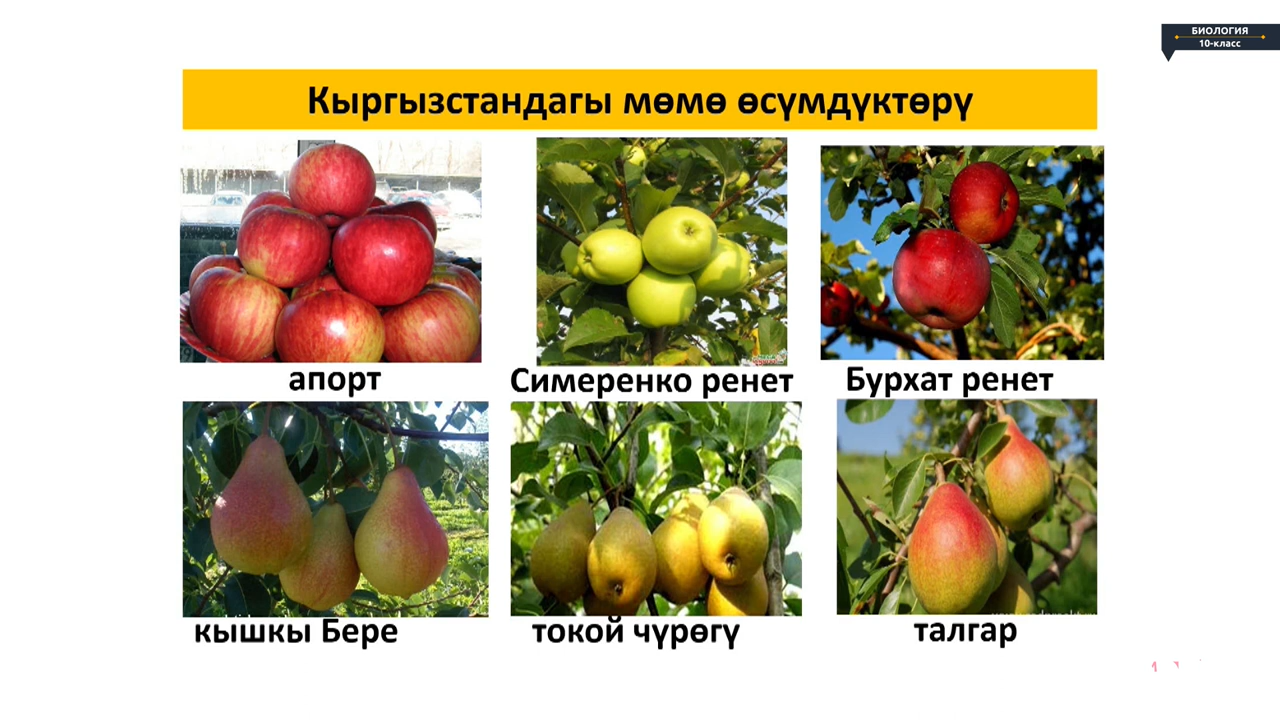 БИОЛОГИЯ
10-класс
Кыргызстандагы мөмө өсүмдүктөрү
апорт
Симеренко ренет
Бурхат ренет
кышкы Бере
токой чүрөгү
талгар